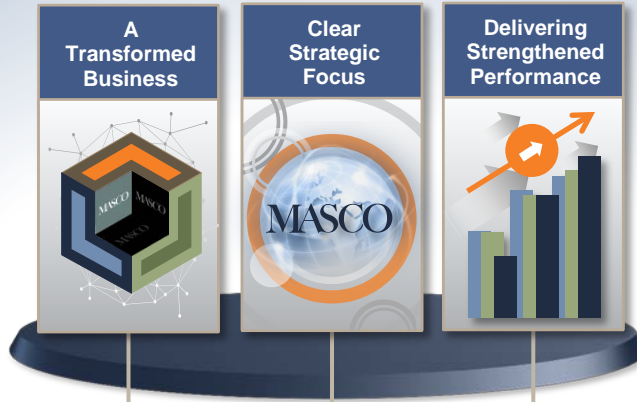 A
Transformed
Business
Clear
Strategic
Focus
Delivering
Strengthened
Performance
MASCO
MASCO
MASCO
MASCO